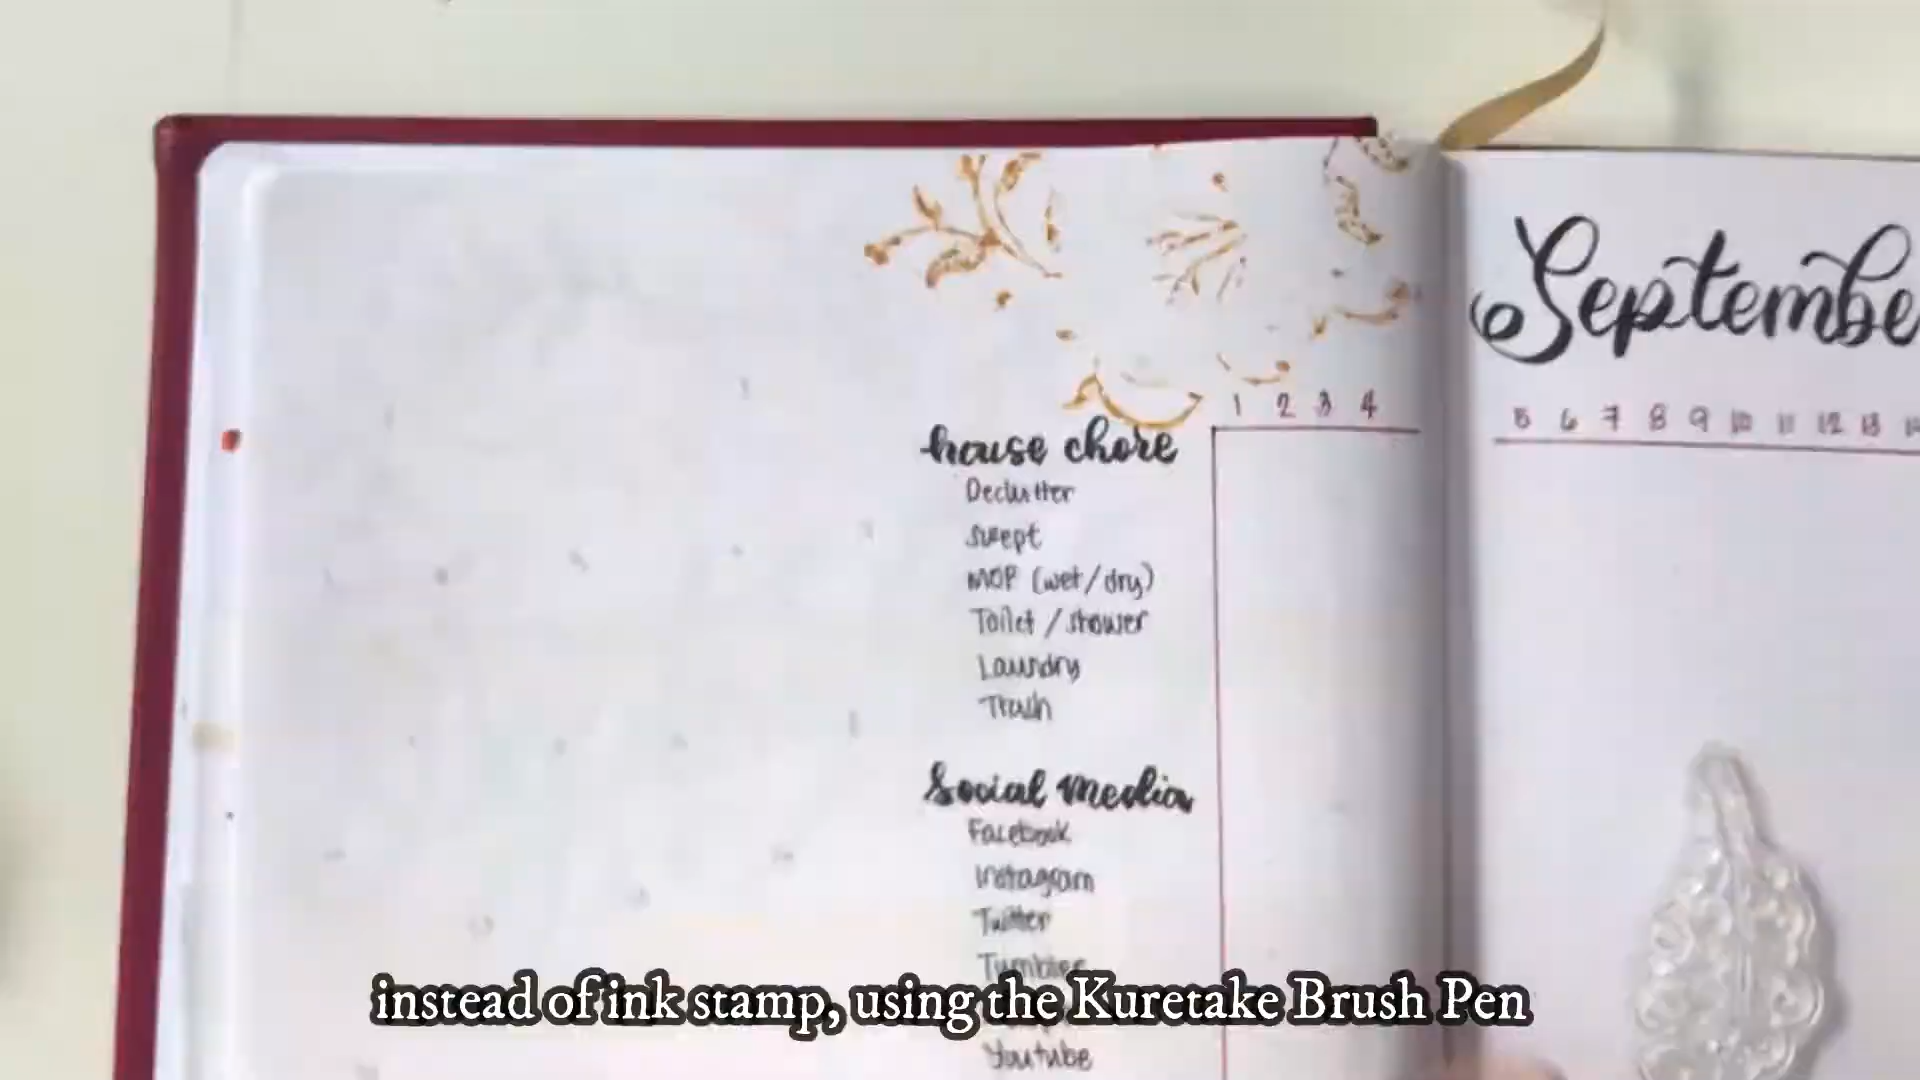 Septembe
1 2 3 4
5 6 7 8 9 10 11 12 13
house chore
Declutter
swept
MOP (wet/dry)
Toilet / shower
Laundry
Trash
Social Media
Facebook
Instagram
Twitter
Tumbler
instead of ink stamp, using the Kuretake Brush Pen
Youtube